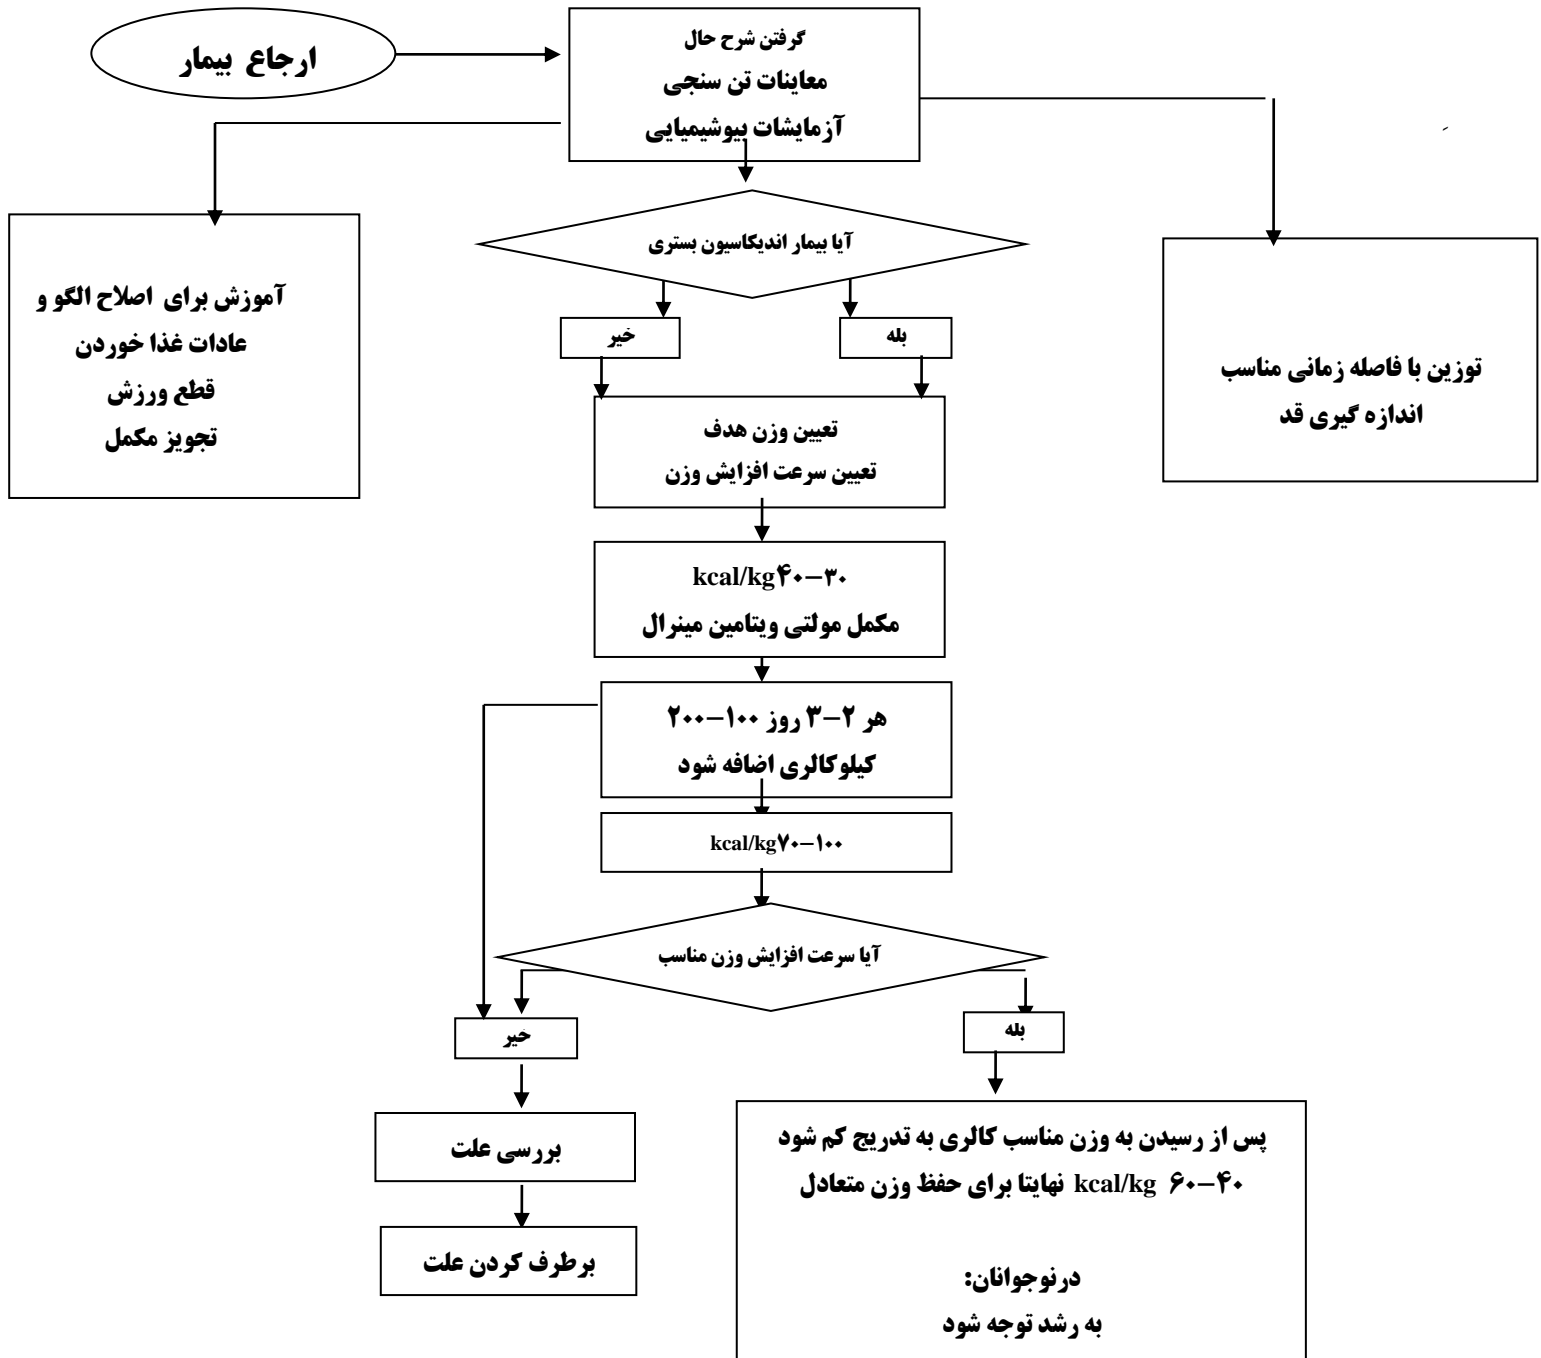 ارجاع بیمار
گرفتن شرح حال
معاینات تن سنجی
آزمایشات بیوشیمیایی
آیا بیمار اندیکاسیون بستری
آموزش برای اصلاح الگو و
عادات غذا خوردن
قطع ورزش
تجویز مکمل
توزین با فاصله زمانی مناسب
اندازه گیری قد
خیر
بله
تعیین وزن هدف
تعیین سرعت افزایش وزن
kcal/kg۴۰-۳۰
مکمل مولتی ویتامین مینرال
هر ۲-۳ روز ۱۰۰-۲۰۰
کیلوکالری اضافه شود
kcal/kg۷۰-۱۰۰
آیا سرعت افزایش وزن مناسب
خیر
بله
بررسی علت
برطرف کردن علت
پس از رسیدن به وزن مناسب کالری به تدریج کم شود
۶۰-۴۰ kcal/kg نهایتا برای حفظ وزن متعادل
درنوجوانان:
به رشد توجه شود